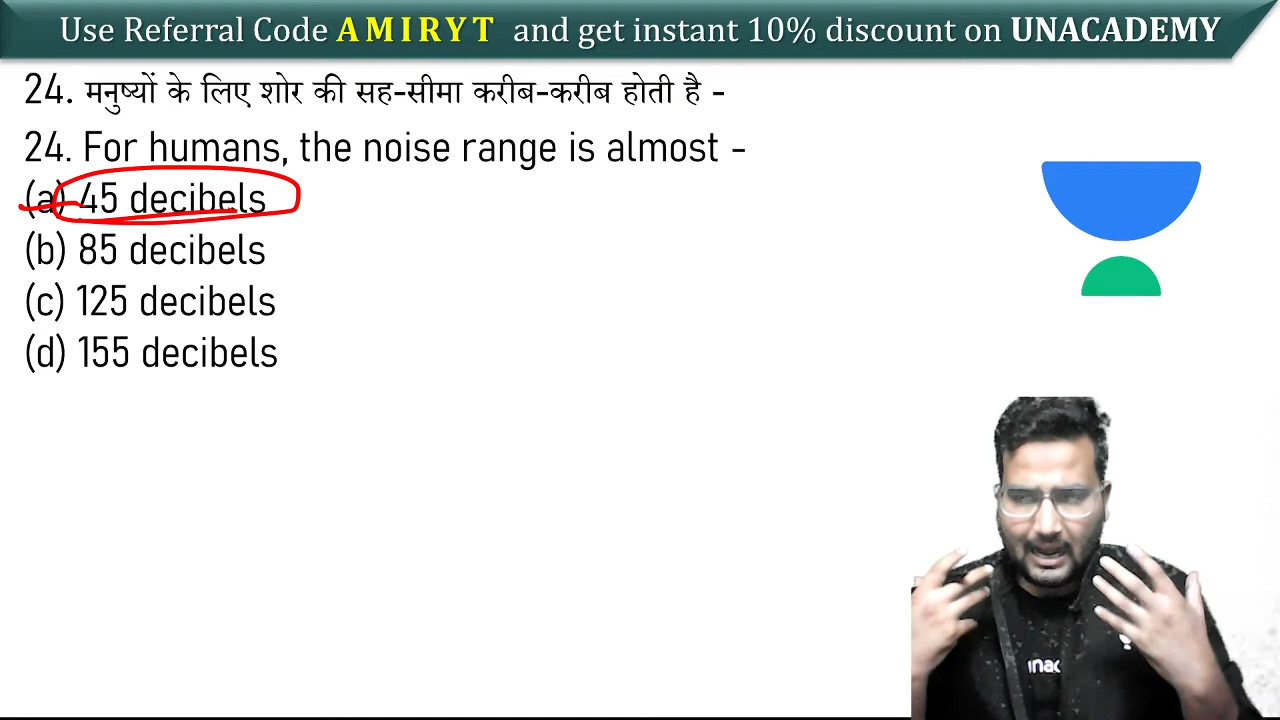 Use Referral Code AMIRYT and get instant 10% discount on UNACADEMY
24. मनुष्यों के लिए शोर की सह-सीमा करीब-करीब होती है -
24. For humans, the noise range is almost -
(a) 45 decibels
(b) 85 decibels
(c) 125 decibels
(d) 155 decibels